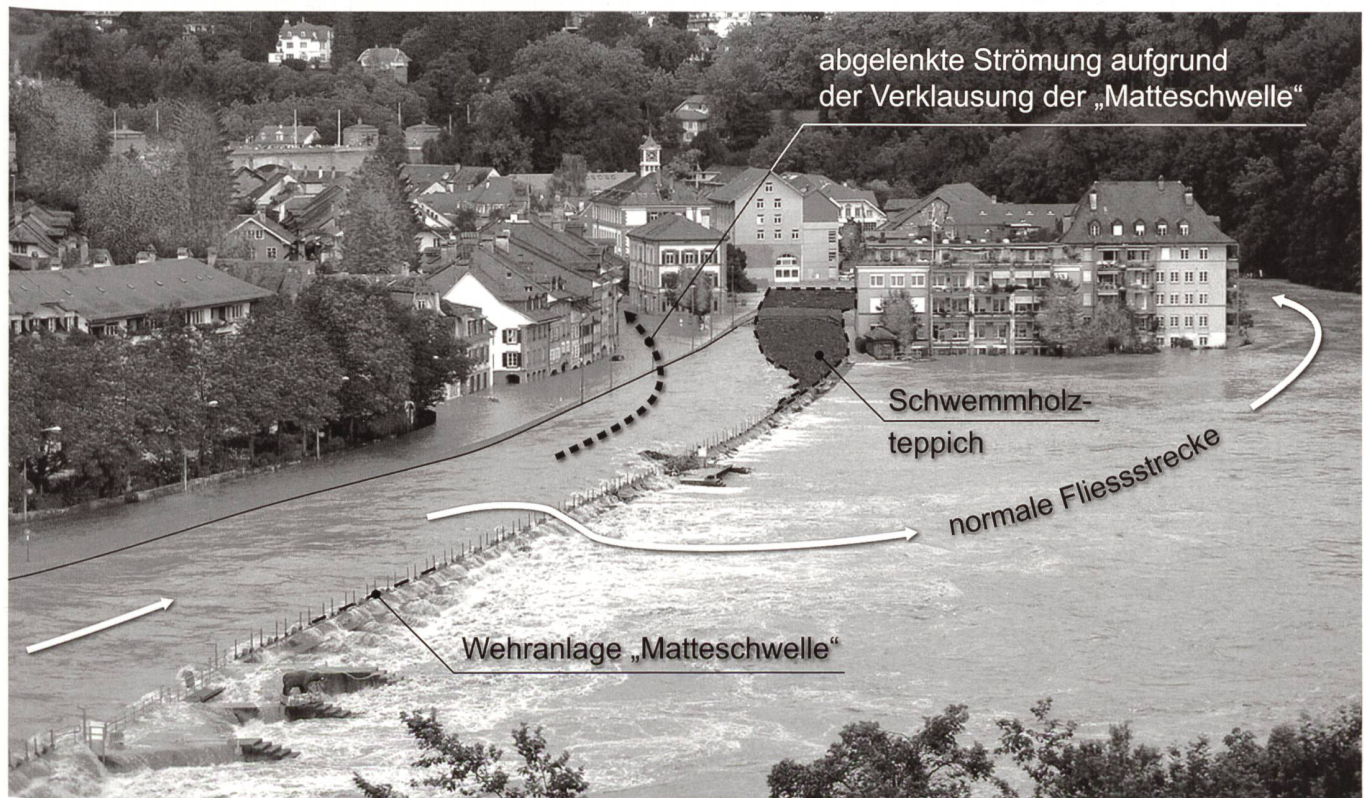 abgelenkte Strömung aufgrund
der Verklausung der „Matteschwelle“
Schwemmholz-
teppich
normale Fliessstrecke
Wehranlage „Matteschwelle“